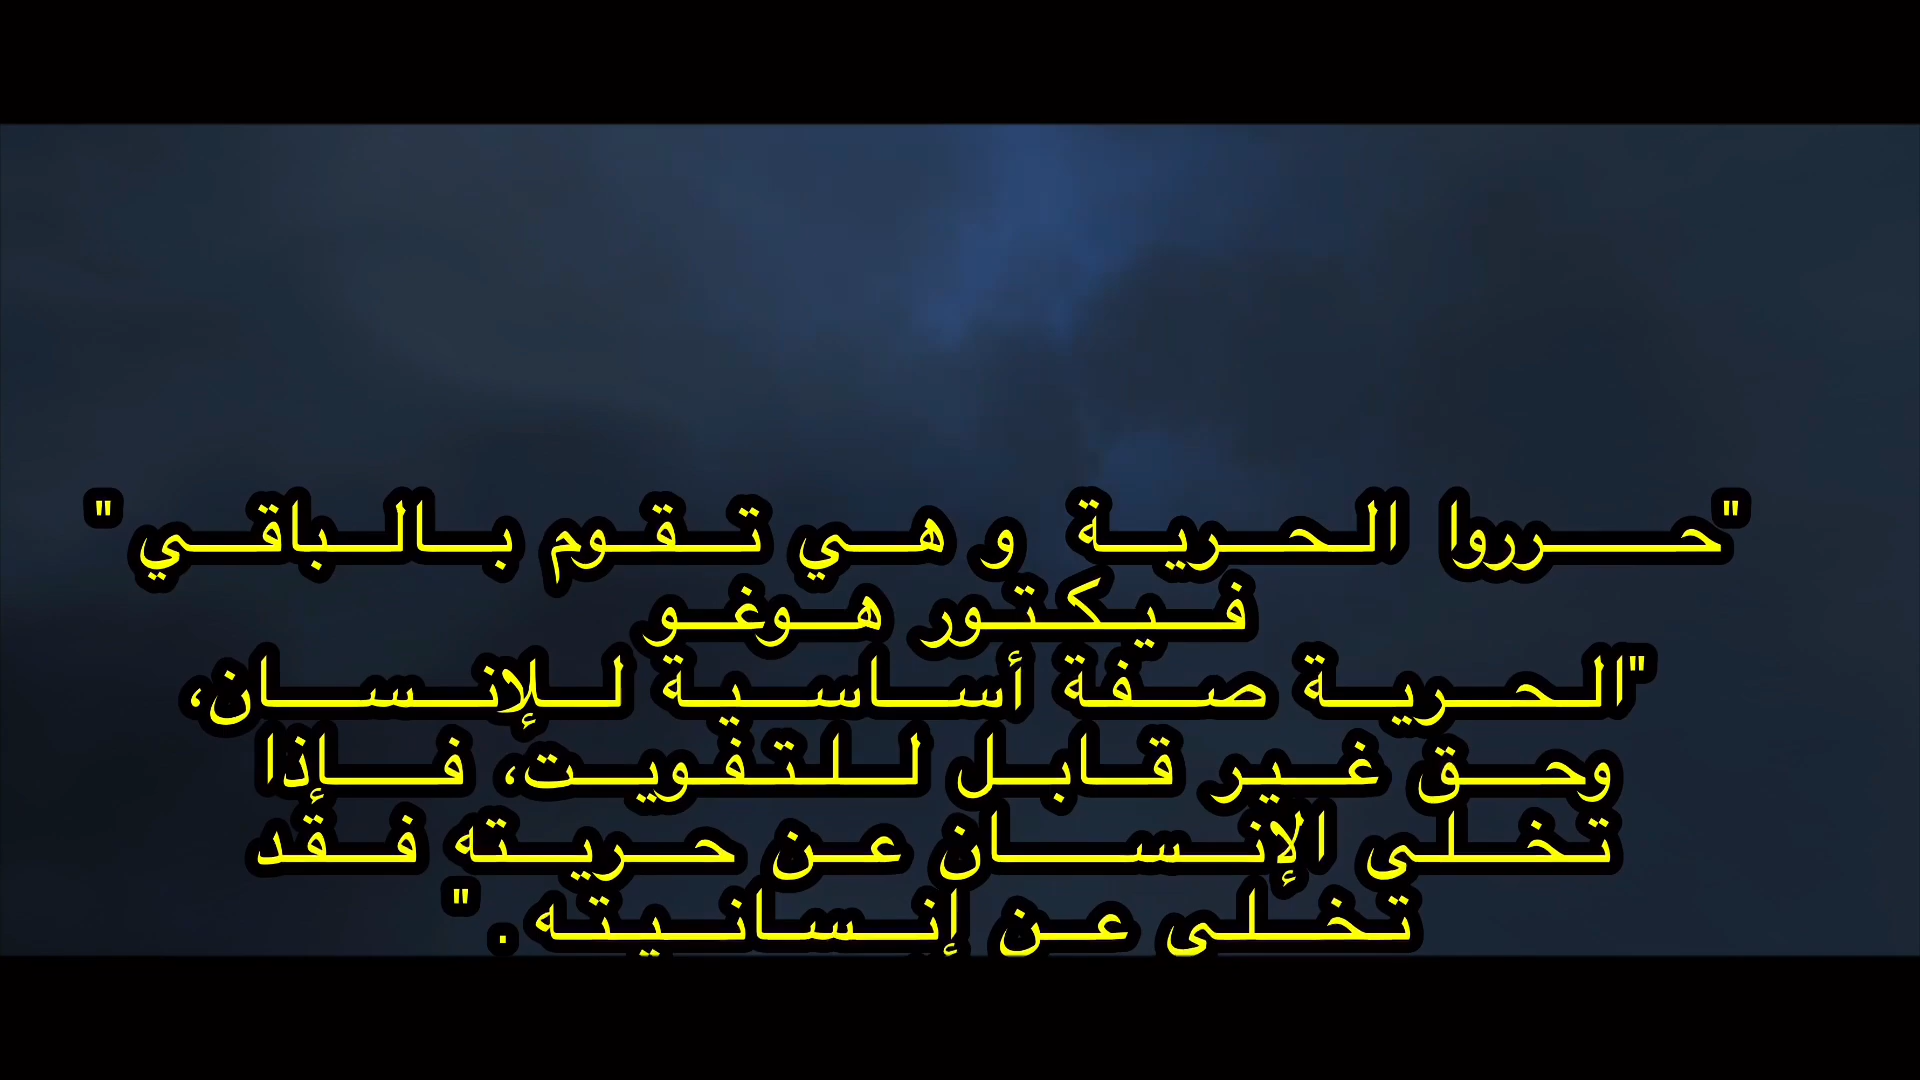 "حرروا الحرية و هي تقوم بالباقي"
فيكتور هوغو
"الحرية صفة أساسية للإنسان،
وحق غير قابل للتفويت، فإذا
تخلى الإنسان عن حريته فقد
تخلى عن إنسانيته . "